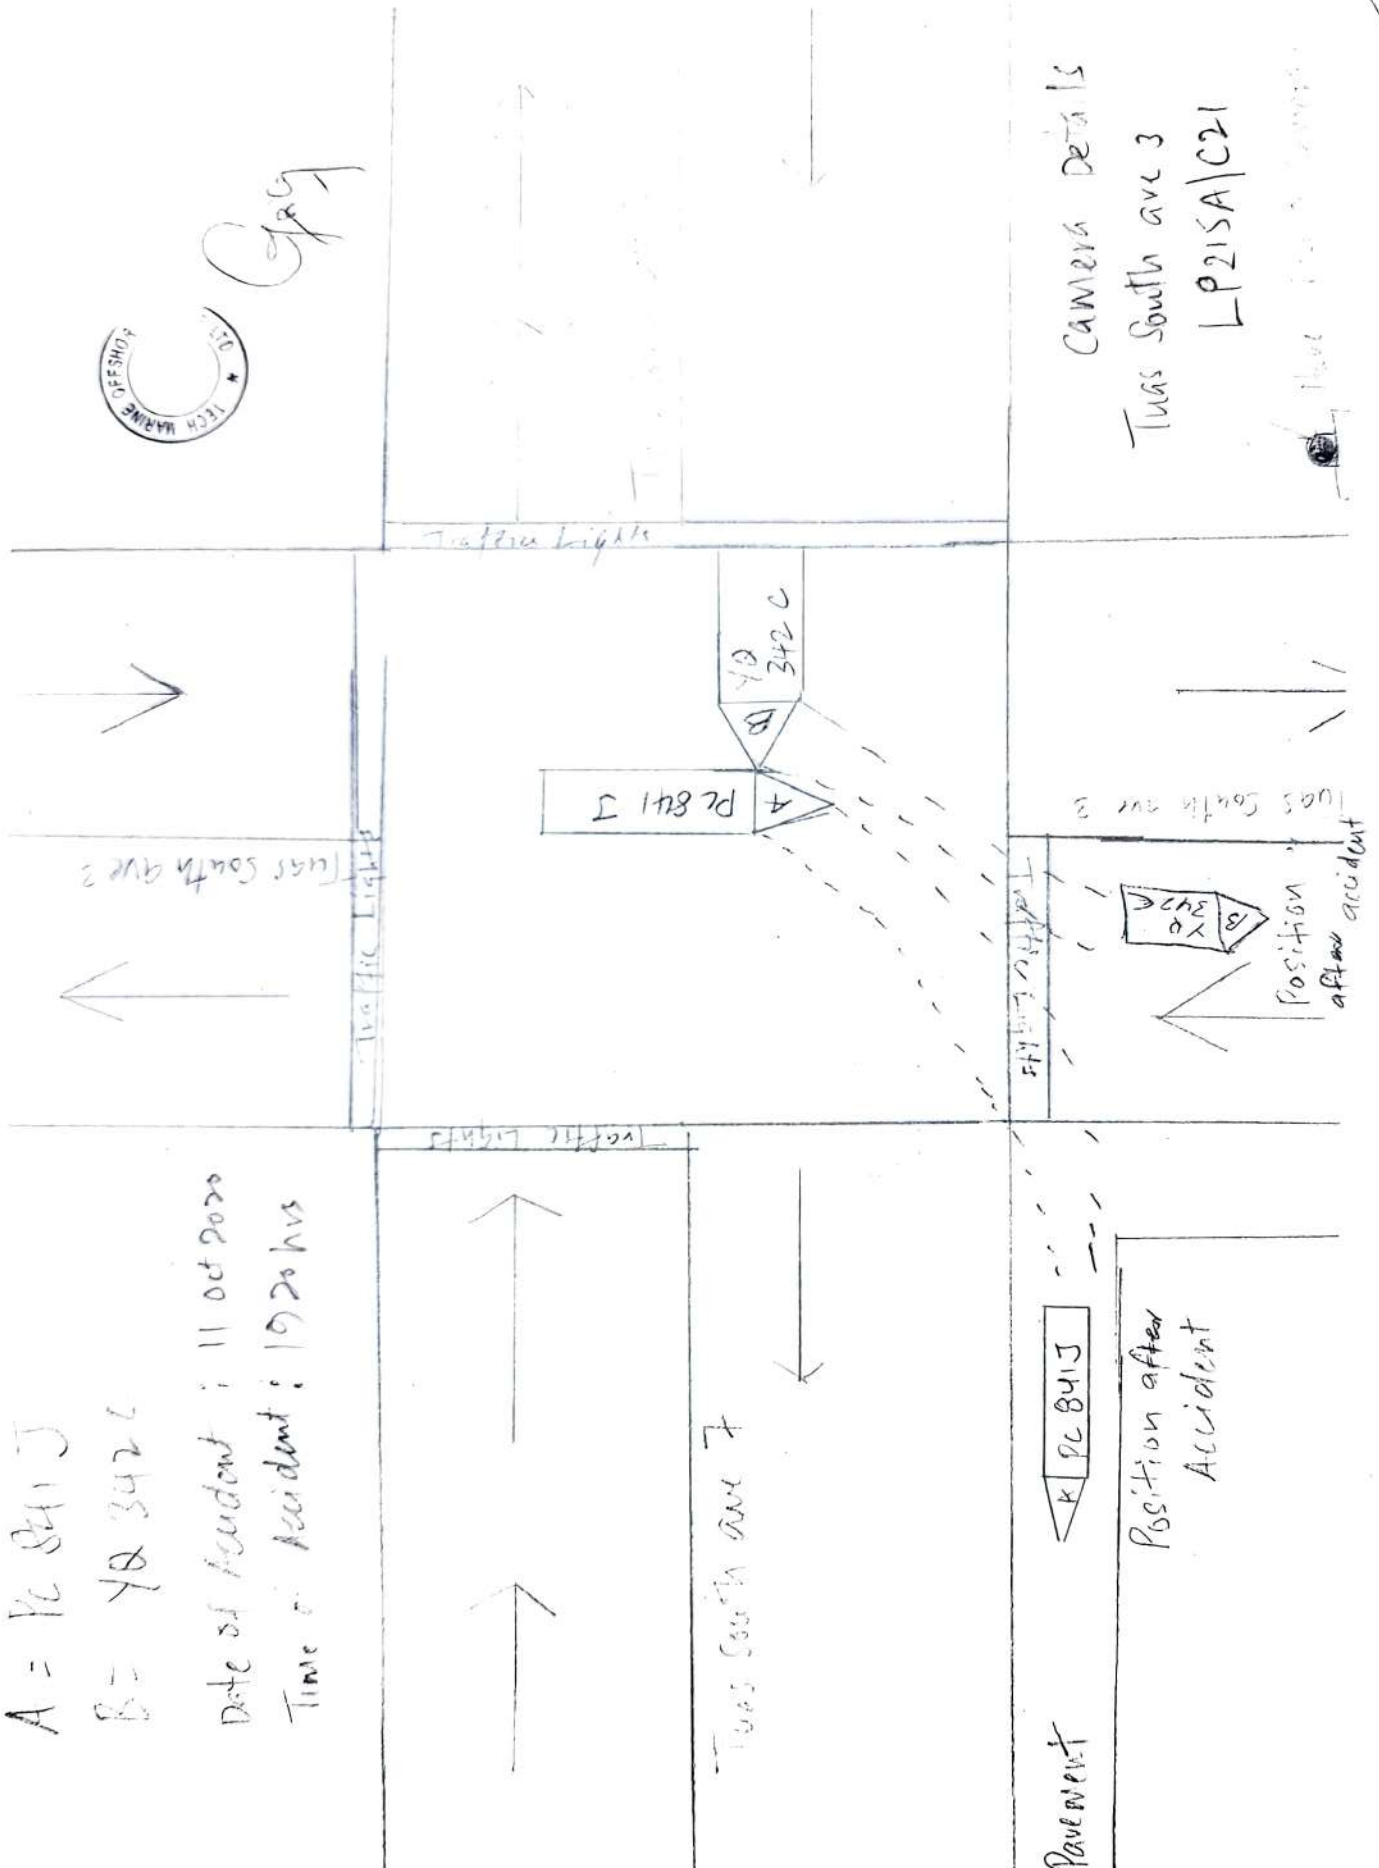 A = PC 841 J
B = YQ 342 C
Date of Accident : 11 Oct 2020
Time of Accident : 1920 hrs
TECH MARINE OFFSHOR
LTD *
Tuas South ave 3
Traffic Lights
Traffic Lights
Traffic Lights
PC 841 J
A
B
YQ
342 C
Tuas South ave 7
Traffic Lights
Tuas South ave 3
Pavement
A PC 841J
Position after
Accident
B
YQ
342 C
Position
after accident
Camera Details
Tuas South ave 3
LP215A/C21